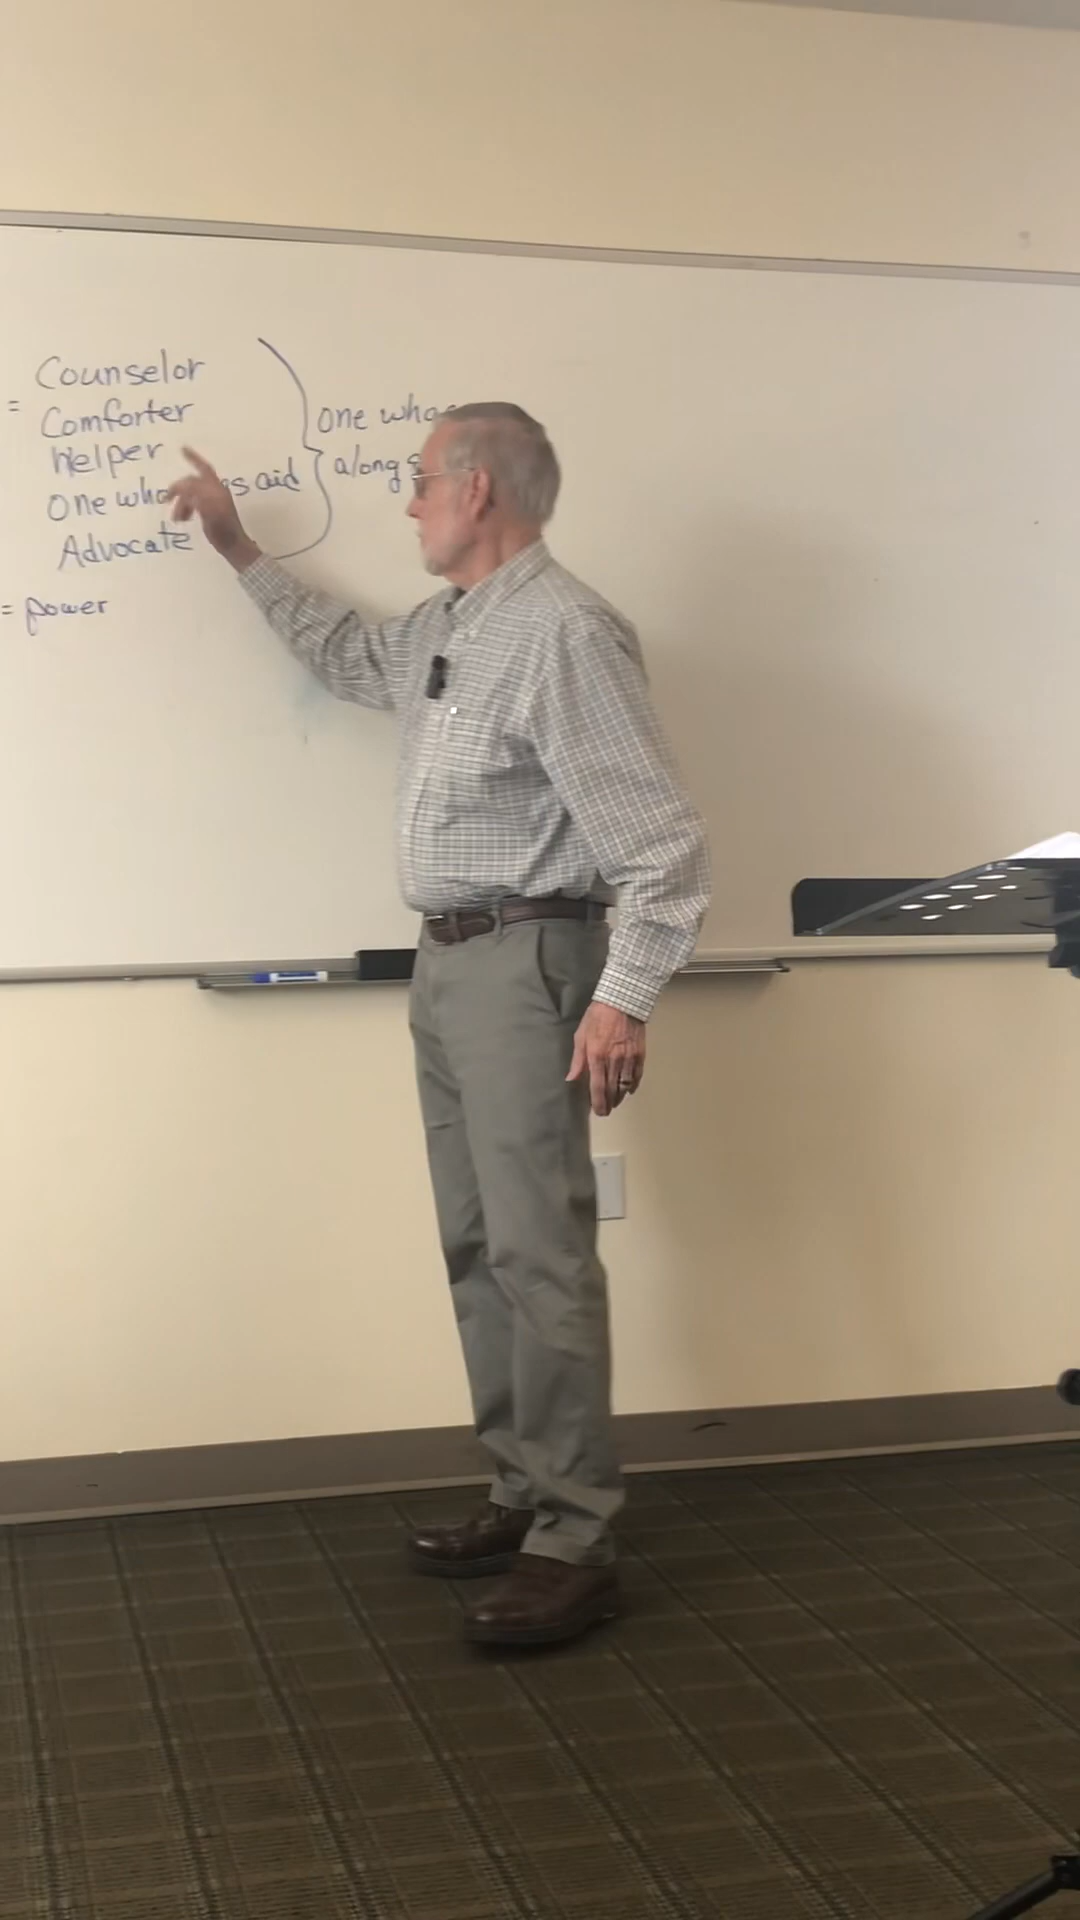 Counselor
= Comforter
Helper
One who aid
Advocate
= power
One who
along